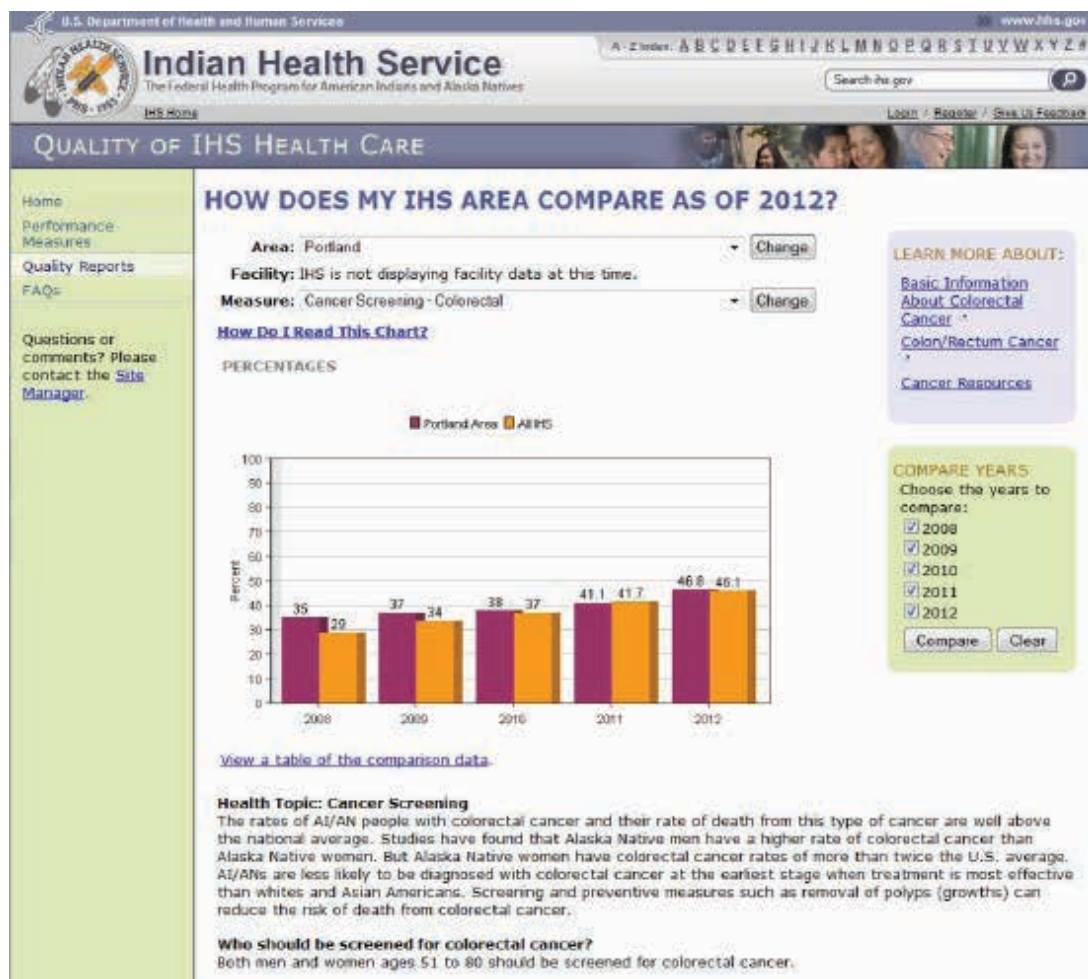 U.S. Department of Health and Human Services
www.hhs.gov
A-Z Index: A B C D E F G H I J K L M N O P Q R S T U V W X Y Z #
Indian Health Service
The Federal Health Program for American Indians and Alaska Natives
Search ihs.gov
IHS Home
Login / Register / Give Us Feedback
QUALITY OF IHS HEALTH CARE
Home
Performance
Measures
Quality Reports
FAQs
Questions or
comments? Please
contact the Site
Manager.
HOW DOES MY IHS AREA COMPARE AS OF 2012?
Area: Portland
Change
Facility: IHS is not displaying facility data at this time.
Measure: Cancer Screening - Colorectal
Change
How Do I Read This Chart?
PERCENTAGES
Portland Area All IHS
Percent
100
90
80
70
60
50
40
30
20
10
0
35 29
37 34
38 37
41.1 41.7
46.8 46.1
2008 2009 2010 2011 2012
View a table of the comparison data.
Health Topic: Cancer Screening
The rates of AI/AN people with colorectal cancer and their rate of death from this type of cancer are well above
the national average. Studies have found that Alaska Native men have a higher rate of colorectal cancer than
Alaska Native women. But Alaska Native women have colorectal cancer rates of more than twice the U.S. average.
AI/ANs are less likely to be diagnosed with colorectal cancer at the earliest stage when treatment is most effective
than whites and Asian Americans. Screening and preventive measures such as removal of polyps (growths) can
reduce the risk of death from colorectal cancer.
Who should be screened for colorectal cancer?
Both men and women ages 51 to 80 should be screened for colorectal cancer.
LEARN MORE ABOUT:
Basic Information
About Colorectal
Cancer
Colon/Rectum Cancer
Cancer Resources
COMPARE YEARS
Choose the years to
compare:
2008
2009
2010
2011
2012
Compare Clear